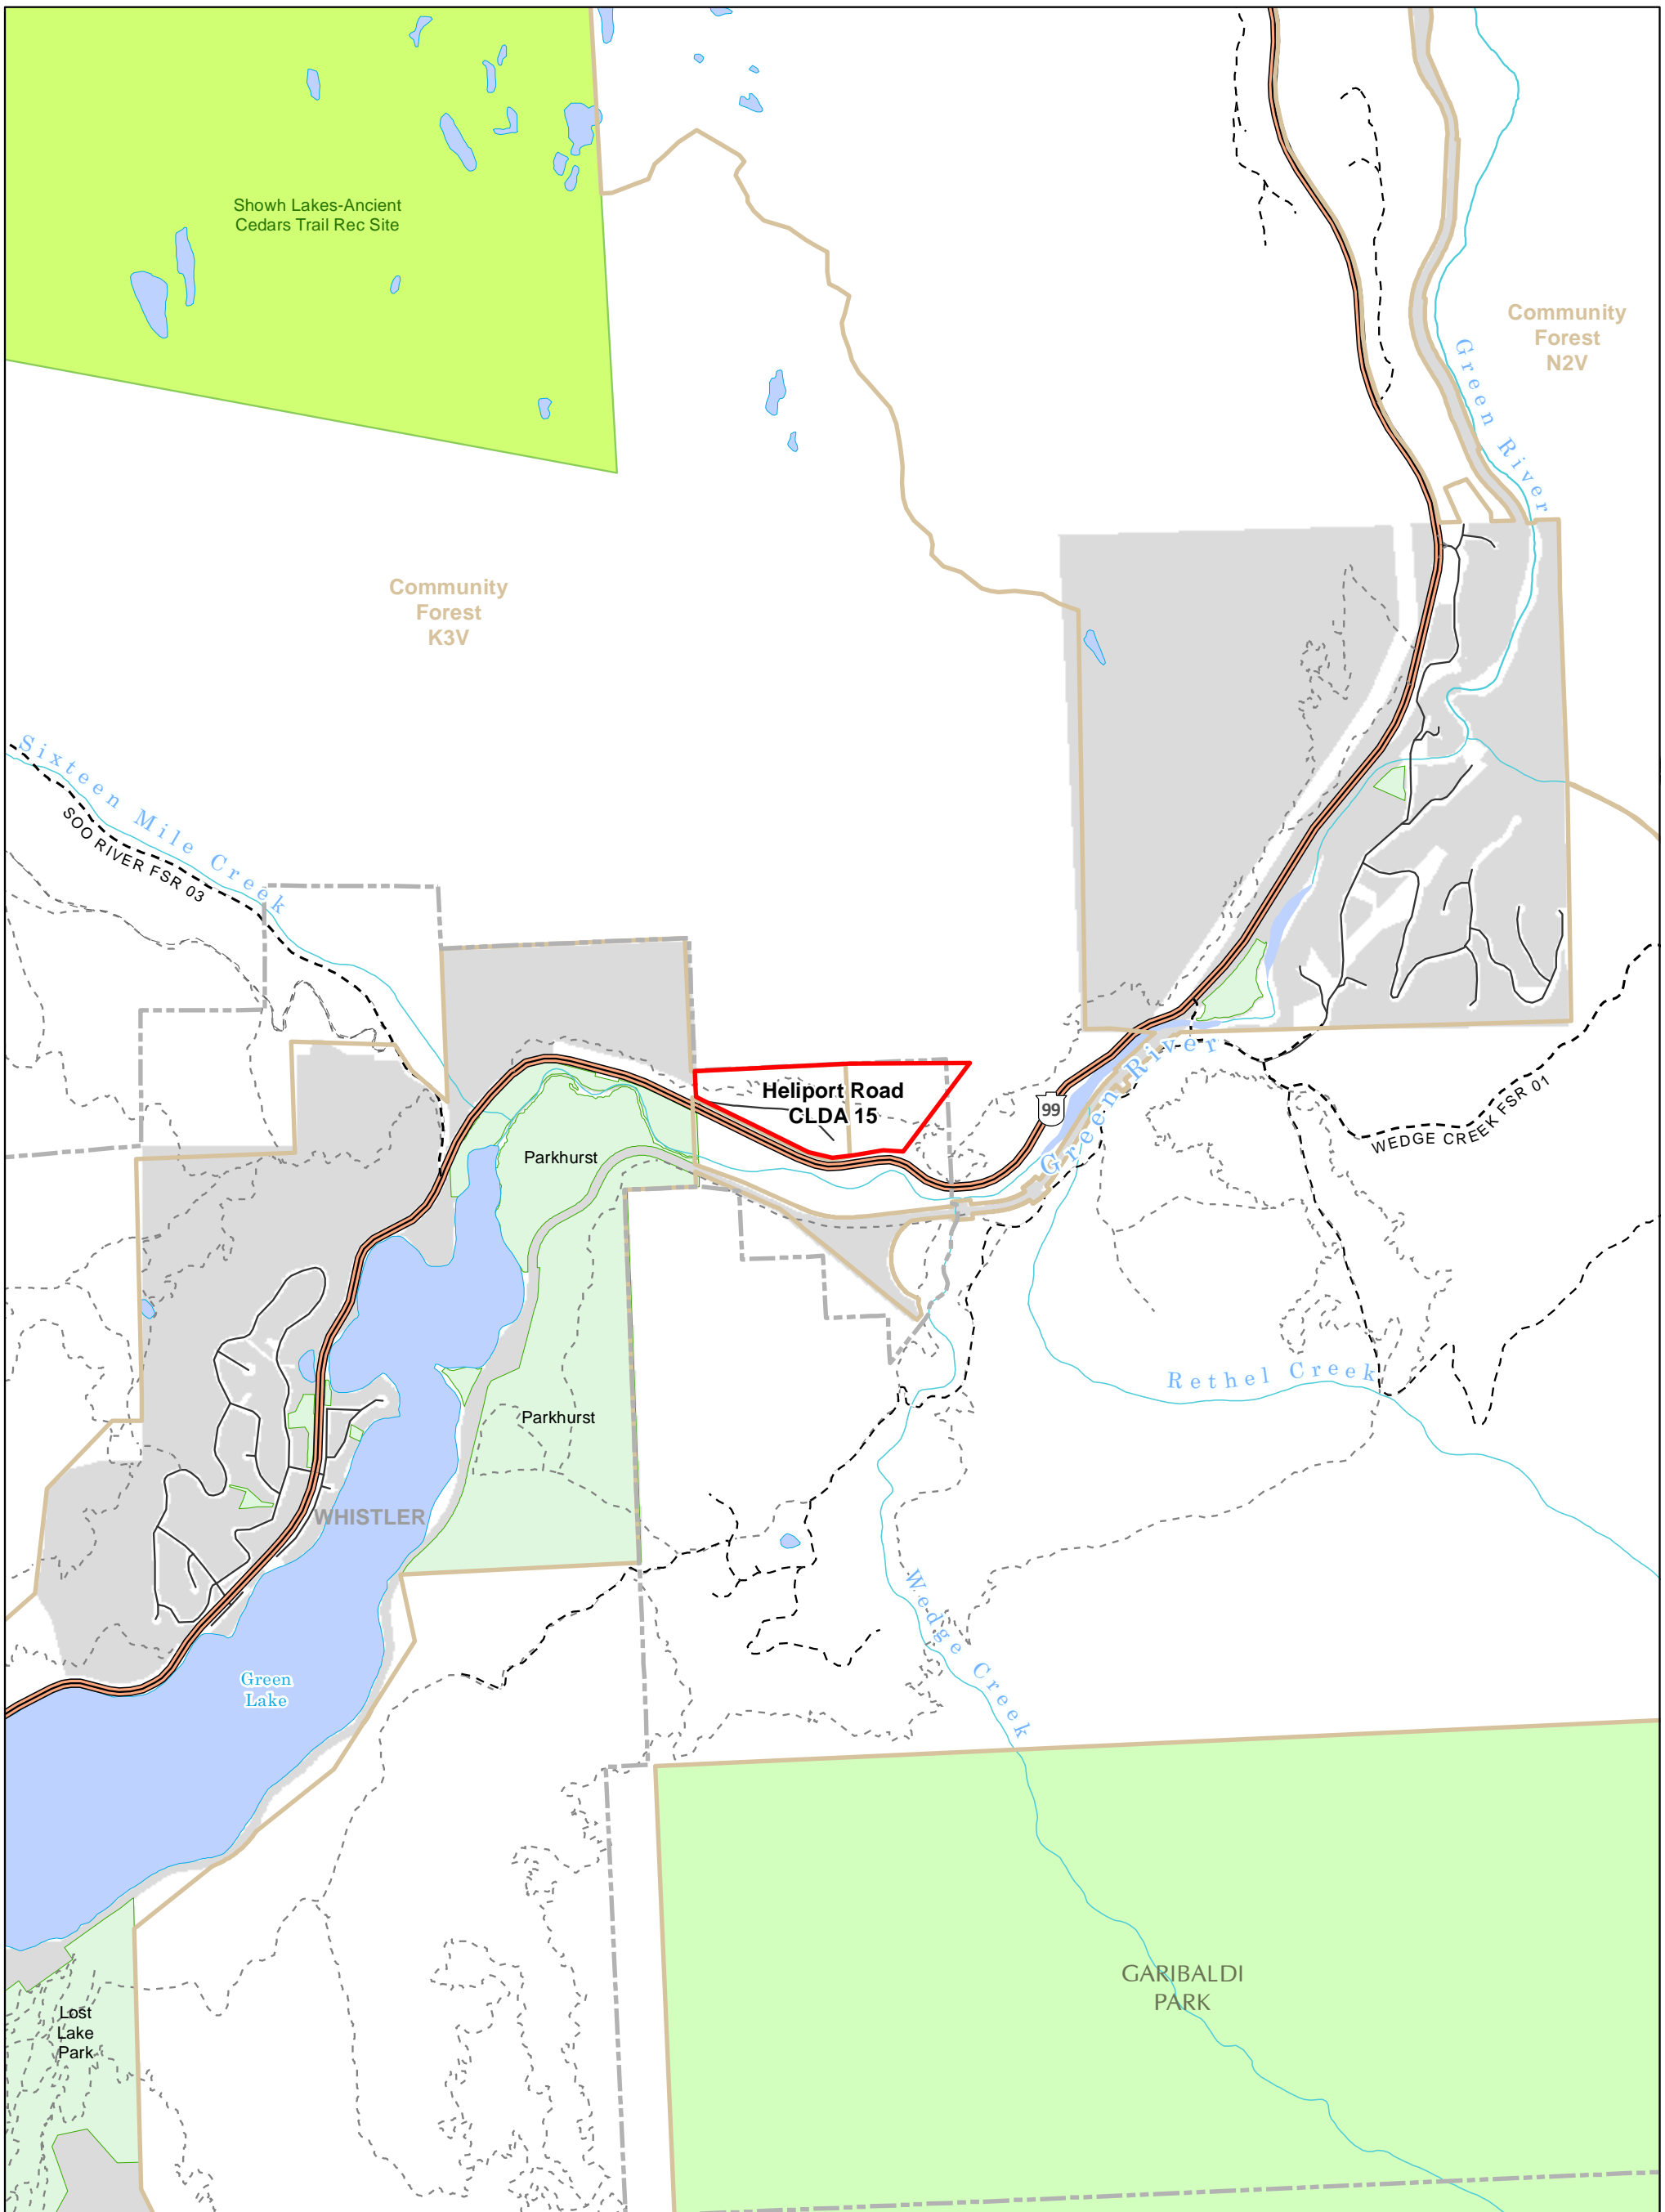 Showh Lakes-Ancient
Cedars Trail Rec Site
Community
Forest
N2V
Green River
Community
Forest
K3V
Sixteen Mile Creek
SOO RIVER FSR 03
Heliport Road
CLDA 15
99
Green River
WEDGE CREEK FSR 01
Parkhurst
Rethel Creek
Parkhurst
WHISTLER
Wedge Creek
Green
Lake
GARIBALDI
PARK
Lost
Lake
Park